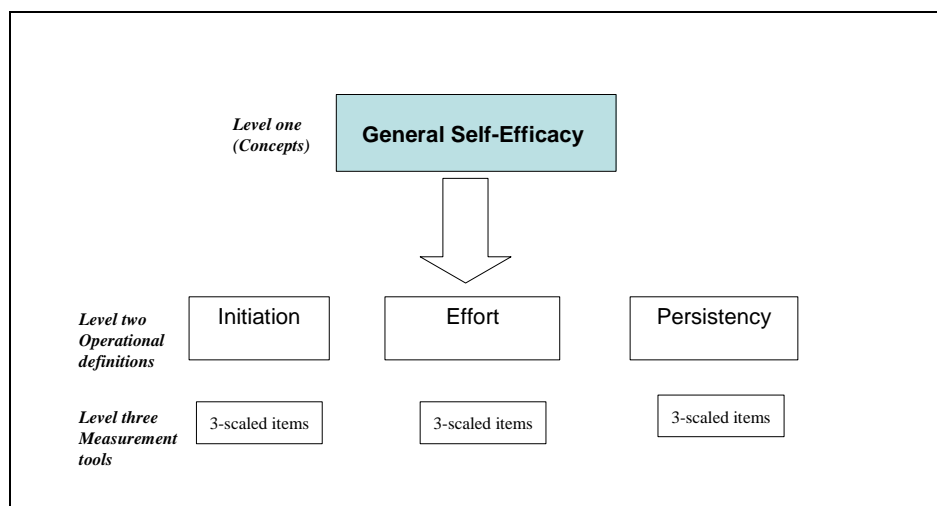 Level one
(Concepts)
General Self-Efficacy
Level two
Operational
definitions
Initiation
Effort
Persistency
Level three
Measurement
tools
3-scaled items
3-scaled items
3-scaled items